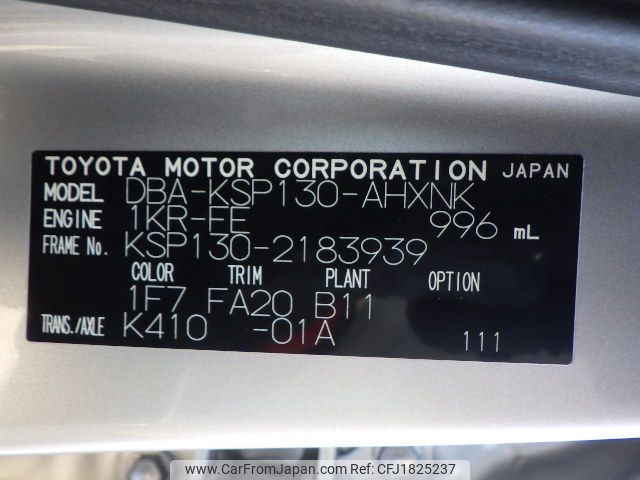 TOYOTA MOTOR CORPORATION JAPAN
MODEL DBA-KSP130-AHXNK
ENGINE 1KR-FE 996 mL
FRAME No. KSP130-2183939
COLOR TRIM PLANT OPTION
1F7 FA20 B11
TRANS./AXLE K410 -01A 111
www.CarFromJapan.com | Ref: CFJ1825237